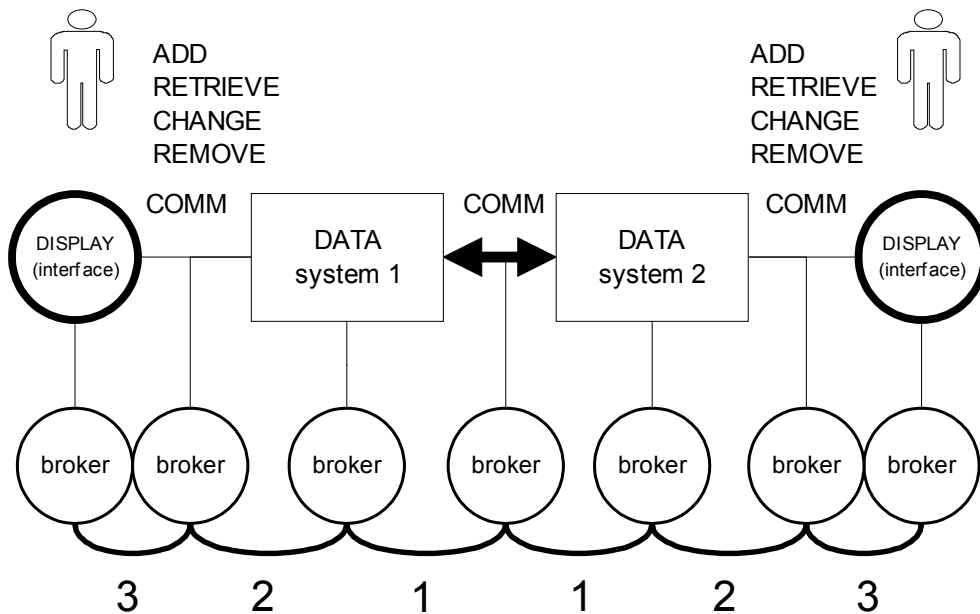 ADD
RETRIEVE
CHANGE
REMOVE
ADD
RETRIEVE
CHANGE
REMOVE
COMM
COMM
COMM
DISPLAY
(interface)
DATA
system 1
DATA
system 2
DISPLAY
(interface)
broker
broker
broker
broker
broker
broker
broker
3
2
1
1
2
3